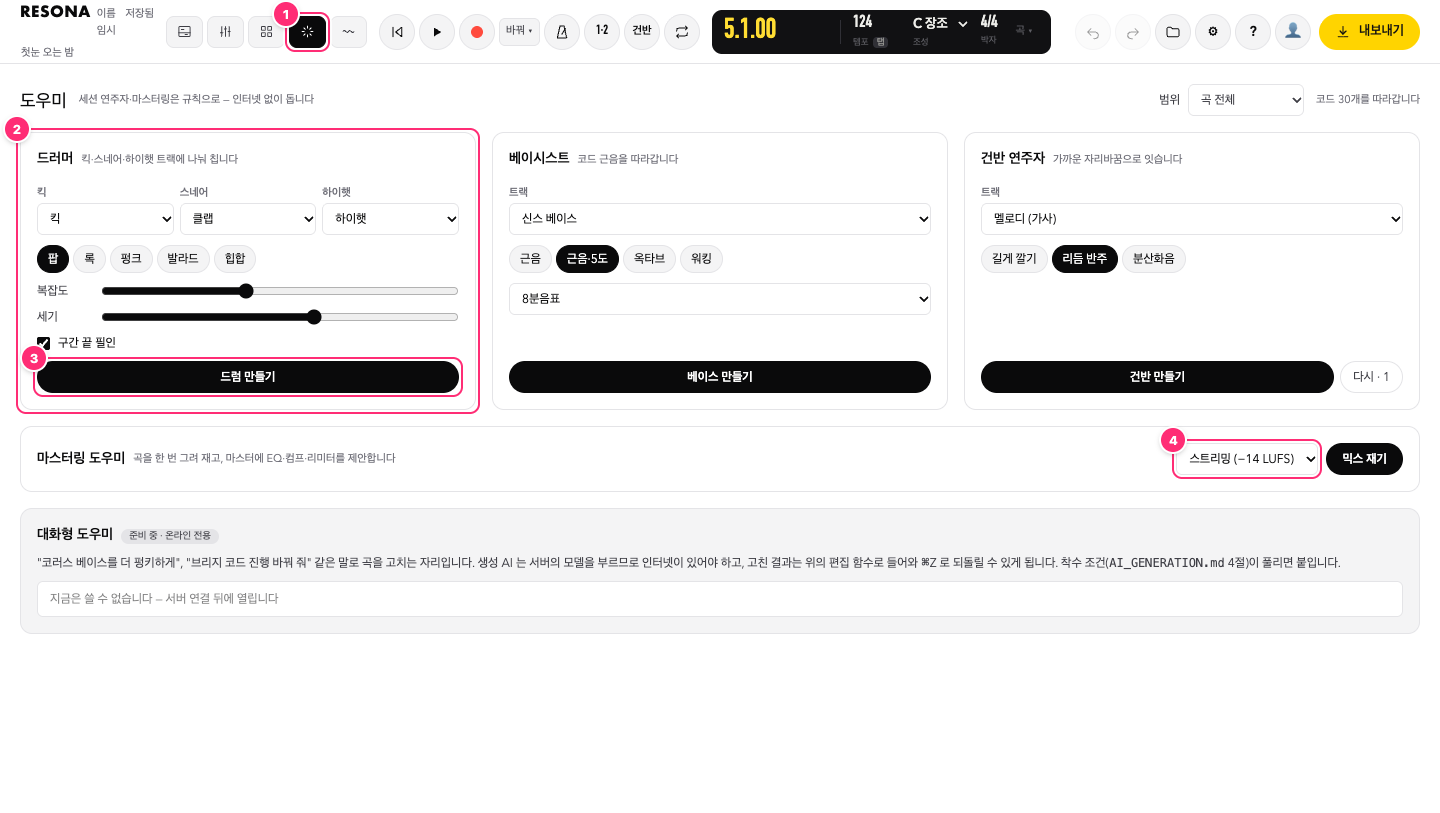 RESONA 이름 저장됨
임시
첫눈 오는 밤
1
바꿔
1·2
건반
5.1.00
124
템포 탭
C 장조
조성
4/4
박자
곡
?
내보내기
도우미 세션 연주자·마스터링은 규칙으로 – 인터넷 없이 돕니다
범위 곡 전체 코드 30개를 따라갑니다
2
드러머 킥·스네어·하이햇 트랙에 나눠 칩니다
킥 스네어 하이햇
킥 클랩 하이햇
팝 록 펑크 발라드 힙합
복잡도
세기
구간 끝 필인
3
드럼 만들기
베이시스트 코드 근음을 따라갑니다
트랙
신스 베이스
근음 근음·5도 옥타브 워킹
8분음표
베이스 만들기
건반 연주자 가까운 자리바꿈으로 잇습니다
트랙
멜로디 (가사)
길게 깔기 리듬 반주 분산화음
건반 만들기 다시 · 1
4
마스터링 도우미 곡을 한 번 그려 재고, 마스터에 EQ·컴프·리미터를 제안합니다
스트리밍 (−14 LUFS) 믹스 재기
대화형 도우미 준비 중 · 온라인 전용
"코러스 베이스를 더 펑키하게", "브리지 코드 진행 바꿔 줘" 같은 말로 곡을 고치는 자리입니다. 생성 AI 는 서버의 모델을 부르므로 인터넷이 있어야 하고, 고친 결과는 위의 편집 함수로 들어와 ⌘Z 로 되돌릴 수 있게 됩니다. 착수 조건(AI_GENERATION.md 4절)이 풀리면 붙입니다.
지금은 쓸 수 없습니다 – 서버 연결 뒤에 열립니다